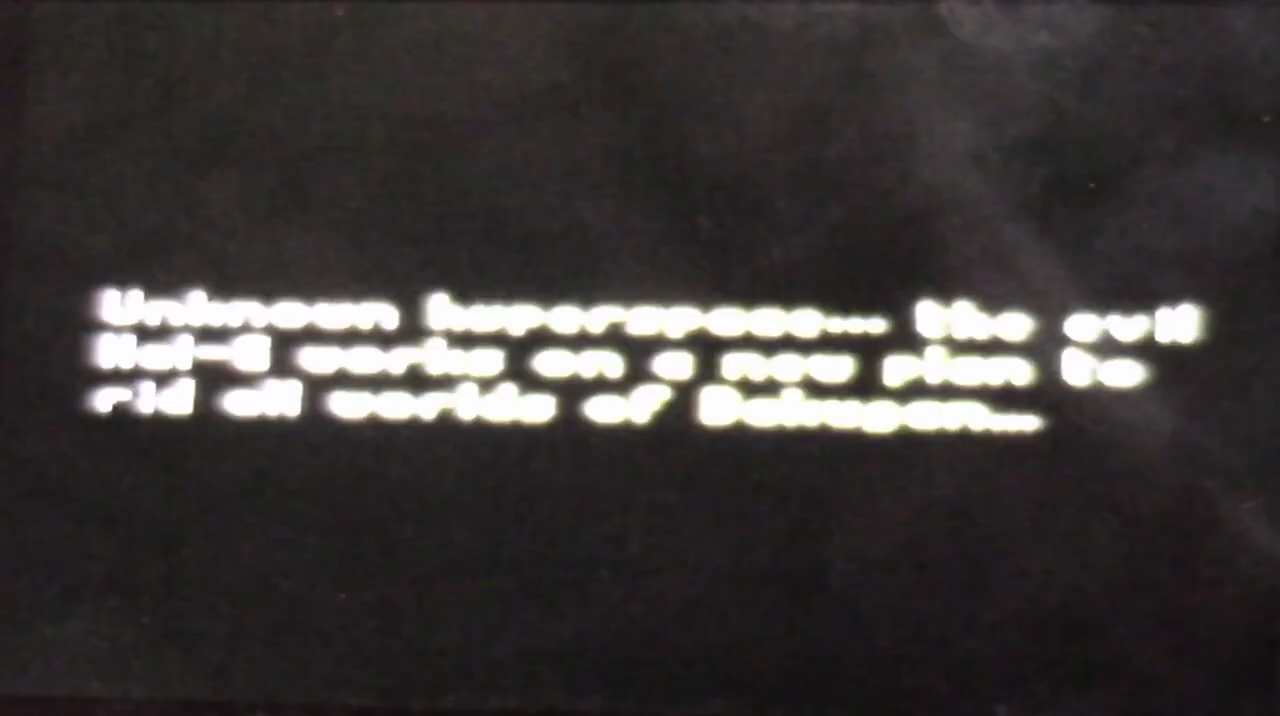 Unknown hyperspace... the evil
Hal-G works on a new plan to
rid all worlds of Bakugan...